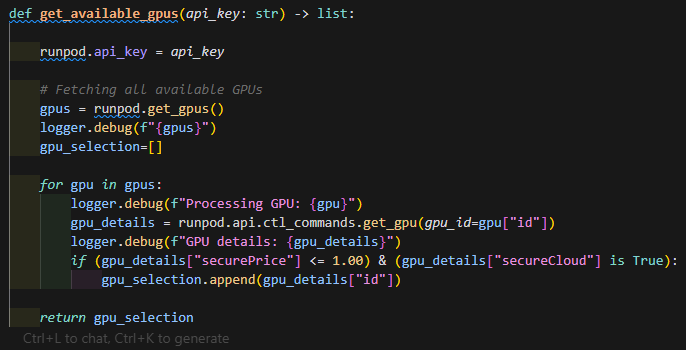 def get_available_gpus(api_key: str) -> list:
    runpod.api_key = api_key
    # Fetching all available GPUs
    gpus = runpod.get_gpus()
    logger.debug(f"{gpus}")
    gpu_selection=[]
    for gpu in gpus:
        logger.debug(f"Processing GPU: {gpu}")
        gpu_details = runpod.api.ctl_commands.get_gpu(gpu_id=gpu["id"])
        logger.debug(f"GPU details: {gpu_details}")
        if (gpu_details["securePrice"] <= 1.00) & (gpu_details["secureCloud"] is True):
            gpu_selection.append(gpu_details["id"])
    return gpu_selection
Ctrl+L to chat, Ctrl+K to generate